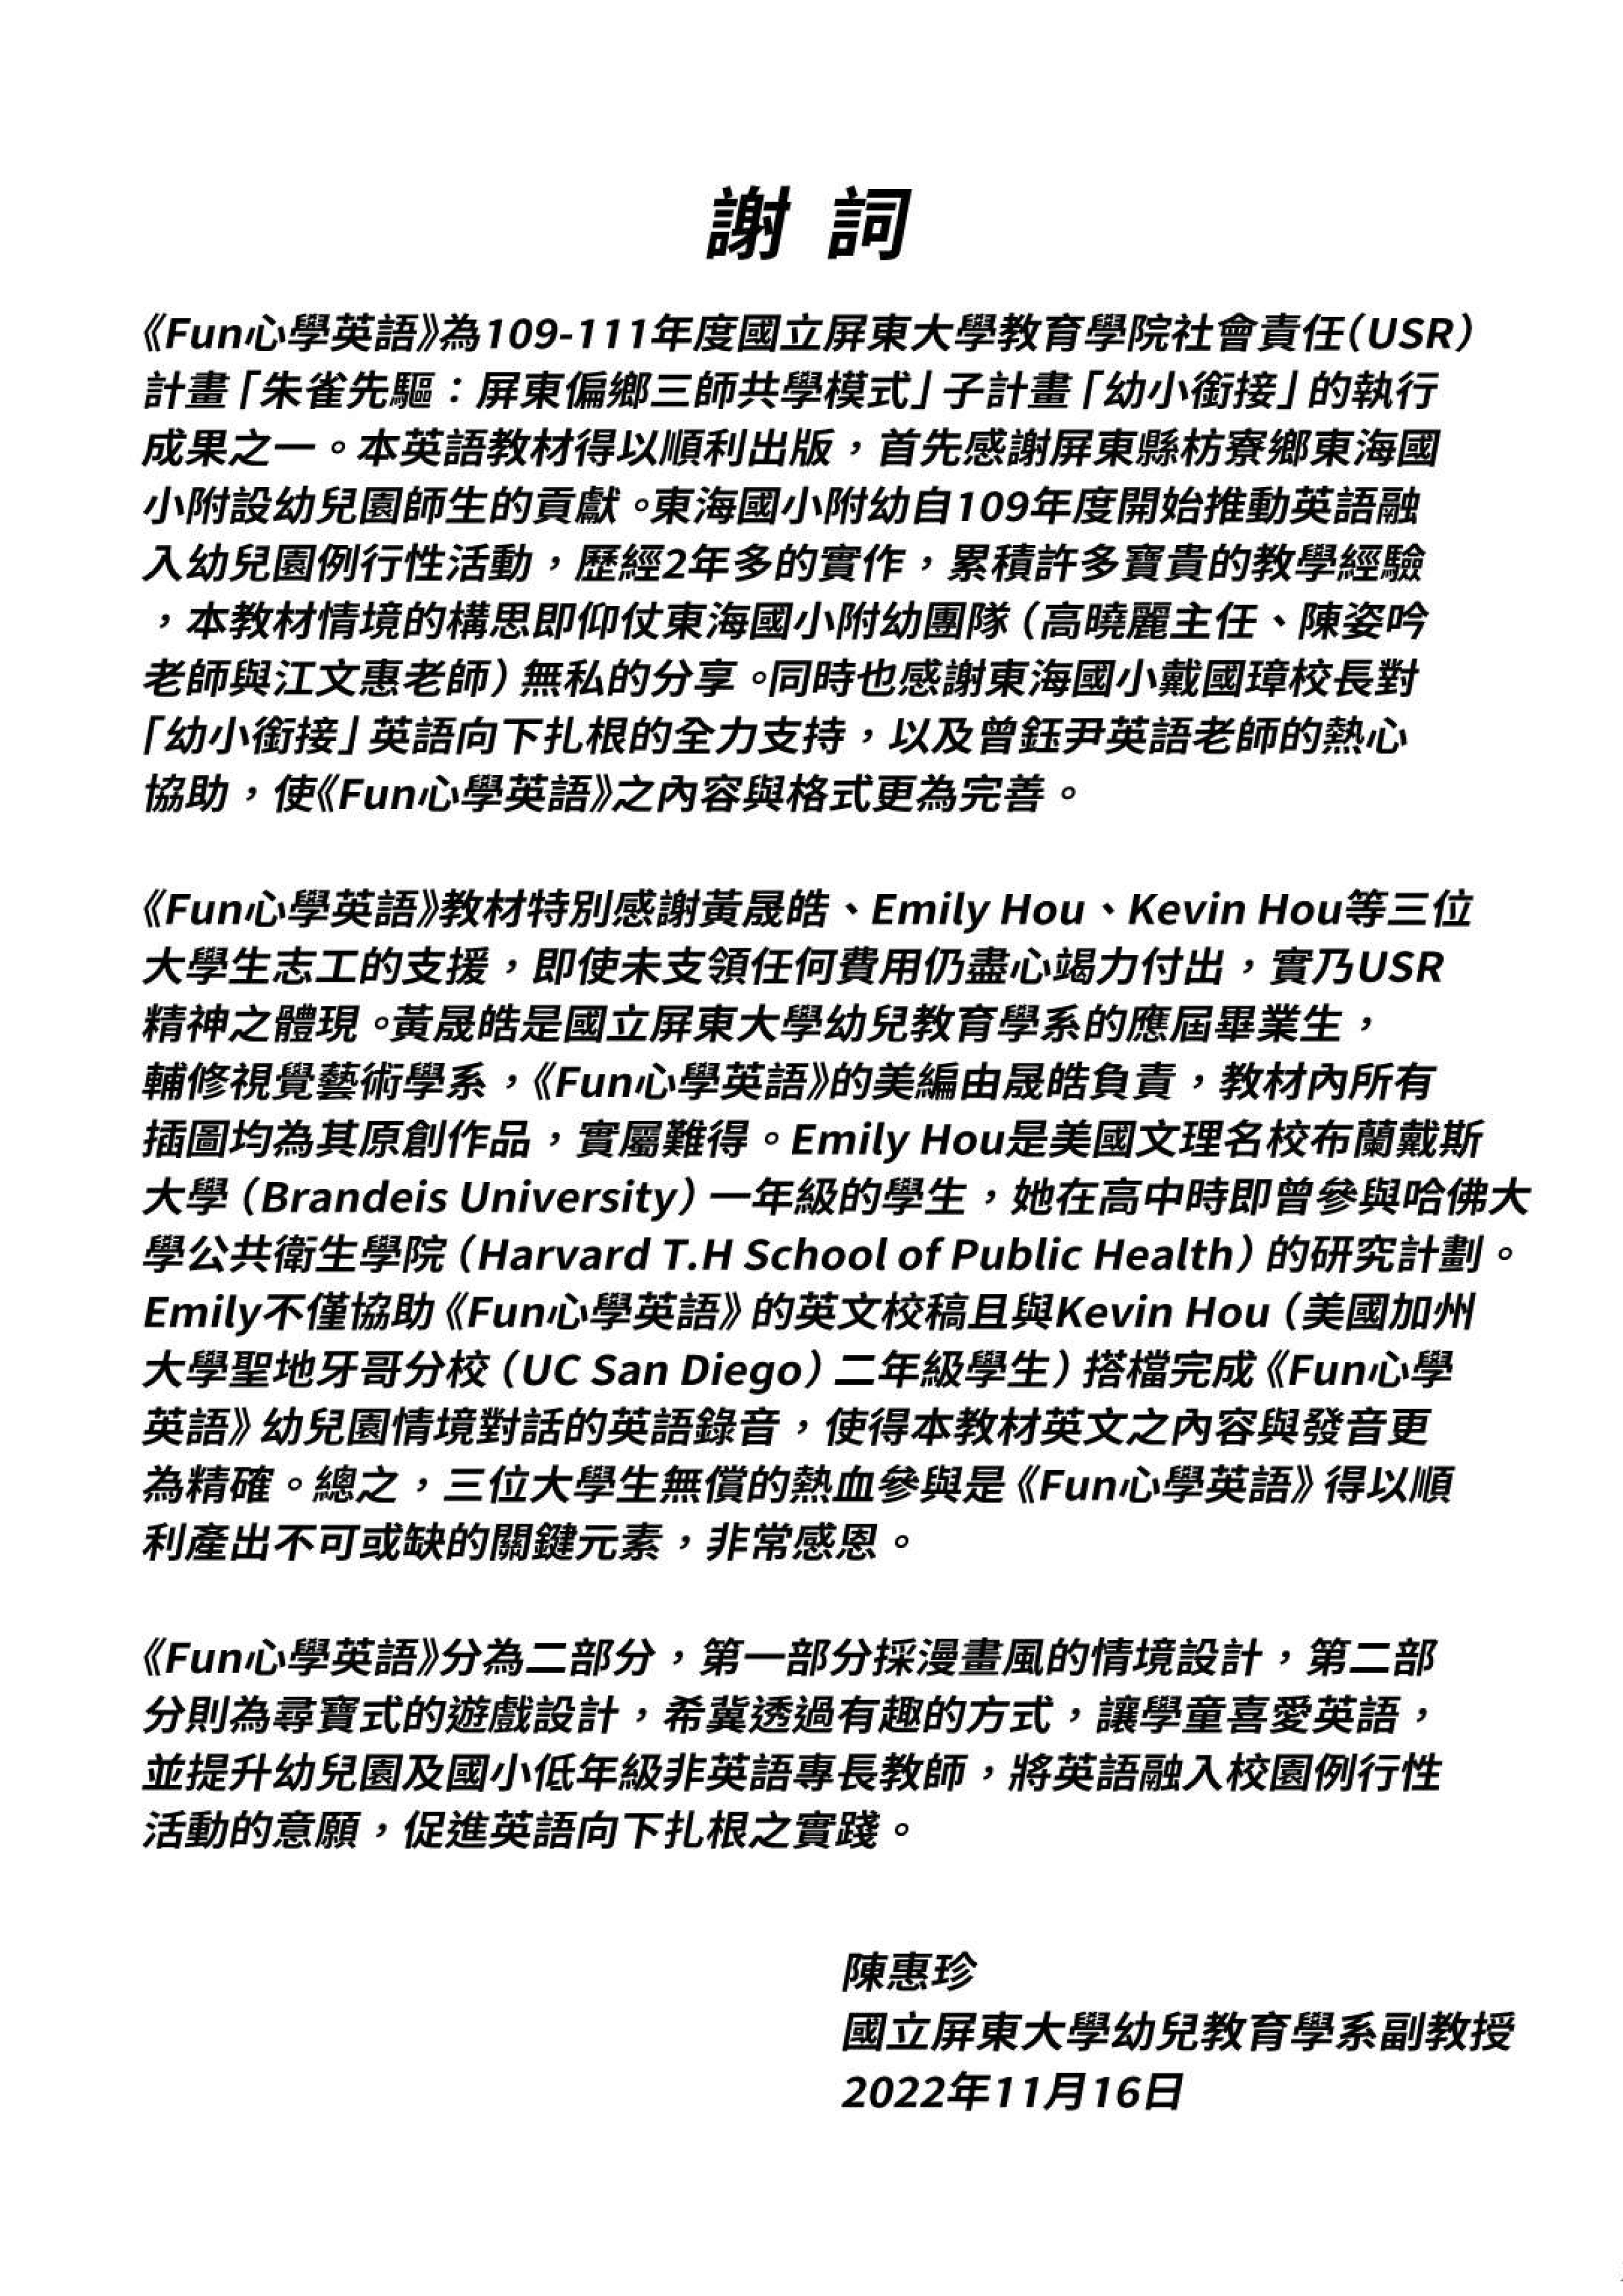 謝 詞
《Fun心學英語》為109-111年度國立屏東大學教育學院社會責任（USR）
計畫「朱雀先驅：屏東偏鄉三師共學模式」子計畫「幼小銜接」的執行
成果之一。本英語教材得以順利出版，首先感謝屏東縣枋寮鄉東海國
小附設幼兒園師生的貢獻。東海國小附幼自109年度開始推動英語融
入幼兒園例行性活動，歷經2年多的實作，累積許多寶貴的教學經驗
，本教材情境的構思即仰仗東海國小附幼團隊（高曉麗主任、陳姿吟
老師與江文惠老師）無私的分享。同時也感謝東海國小戴國璋校長對
「幼小銜接」英語向下扎根的全力支持，以及曾鈺尹英語老師的熱心
協助，使《Fun心學英語》之內容與格式更為完善。
《Fun心學英語》教材特別感謝黃晟皓、Emily Hou、Kevin Hou等三位
大學生志工的支援，即使未支領任何費用仍盡心竭力付出，實乃USR
精神之體現。黃晟皓是國立屏東大學幼兒教育學系的應屆畢業生，
輔修視覺藝術學系，《Fun心學英語》的美編由晟皓負責，教材內所有
插圖均為其原創作品，實屬難得。Emily Hou是美國文理名校布蘭戴斯
大學（Brandeis University）一年級的學生，她在高中時即曾參與哈佛大
學公共衛生學院（Harvard T.H School of Public Health）的研究計劃。
Emily不僅協助《Fun心學英語》的英文校稿且與Kevin Hou（美國加州
大學聖地牙哥分校（UC San Diego）二年級學生）搭檔完成《Fun心學
英語》幼兒園情境對話的英語錄音，使得本教材英文之內容與發音更
為精確。總之，三位大學生無償的熱血參與是《Fun心學英語》得以順
利產出不可或缺的關鍵元素，非常感恩。
《Fun心學英語》分為二部分，第一部分採漫畫風的情境設計，第二部
分則為尋寶式的遊戲設計，希冀透過有趣的方式，讓學童喜愛英語，
並提升幼兒園及國小低年級非英語專長教師，將英語融入校園例行性
活動的意願，促進英語向下扎根之實踐。
陳惠珍
國立屏東大學幼兒教育學系副教授
2022年11月16日